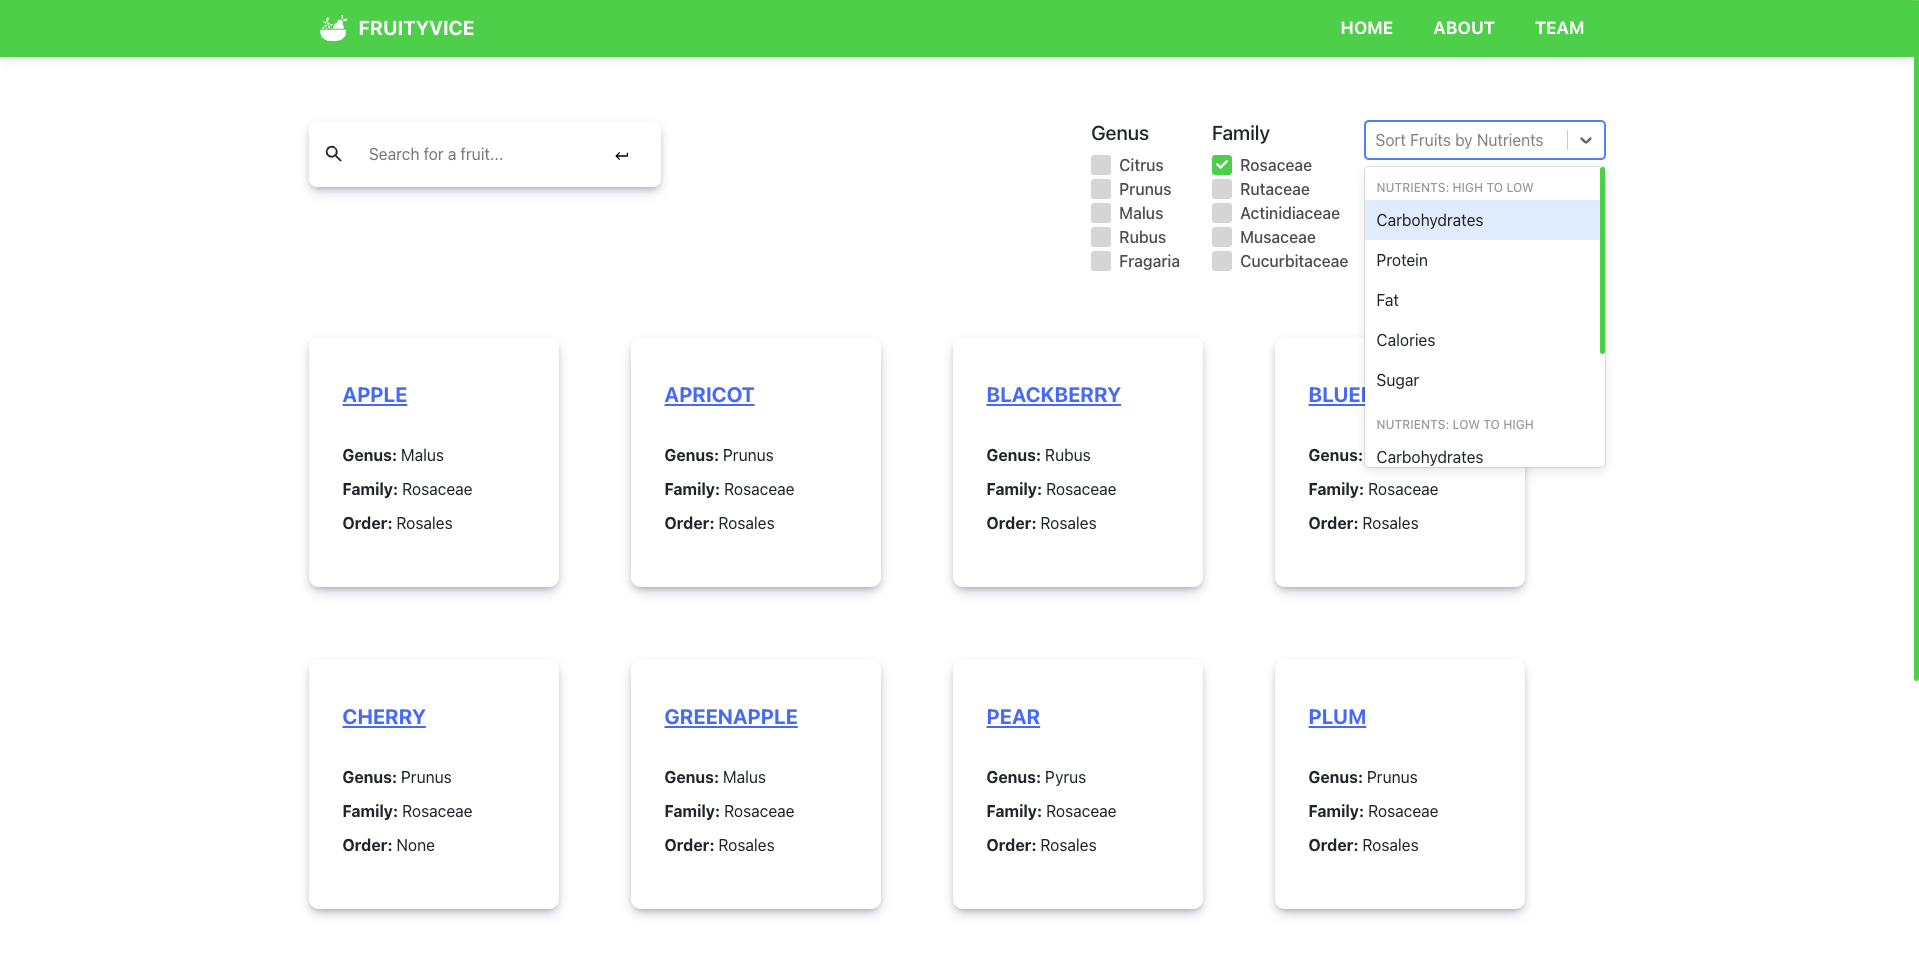 FRUITYVICE
HOME
ABOUT
TEAM
Search for a fruit...
Genus
Citrus
Prunus
Malus
Rubus
Fragaria
Family
Rosaceae
Rutaceae
Actinidiaceae
Musaceae
Cucurbitaceae
Sort Fruits by Nutrients
NUTRIENTS: HIGH TO LOW
Carbohydrates
Protein
Fat
Calories
Sugar
NUTRIENTS: LOW TO HIGH
Carbohydrates
APPLE
Genus: Malus
Family: Rosaceae
Order: Rosales
APRICOT
Genus: Prunus
Family: Rosaceae
Order: Rosales
BLACKBERRY
Genus: Rubus
Family: Rosaceae
Order: Rosales
Genus:
Family: Rosaceae
Order: Rosales
CHERRY
Genus: Prunus
Family: Rosaceae
Order: None
GREENAPPLE
Genus: Malus
Family: Rosaceae
Order: Rosales
PEAR
Genus: Pyrus
Family: Rosaceae
Order: Rosales
PLUM
Genus: Prunus
Family: Rosaceae
Order: Rosales